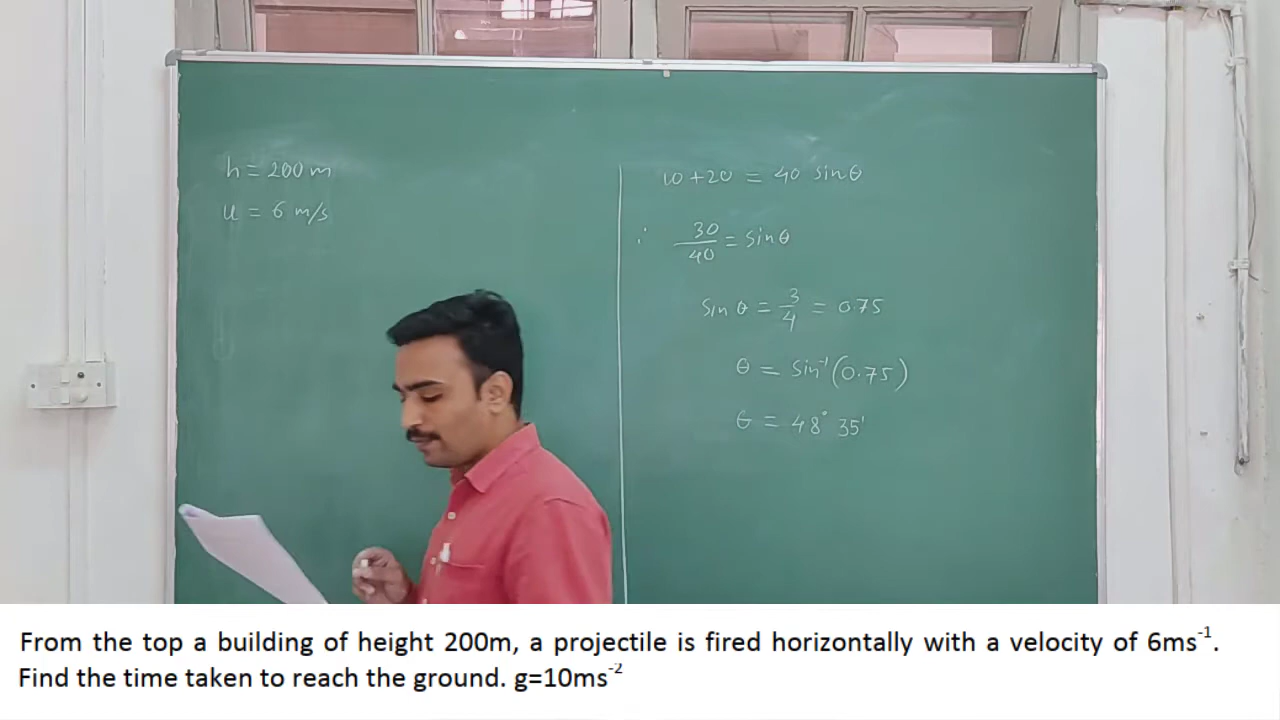 h = 200 m
u = 6 m/s
10 + 20 = 40 sin θ
∴ 30/40 = sin θ
sin θ = 3/4 = 0.75
θ = sin⁻¹(0.75)
θ = 48° 35'
From the top a building of height 200m, a projectile is fired horizontally with a velocity of 6ms⁻¹.
Find the time taken to reach the ground. g=10ms⁻²